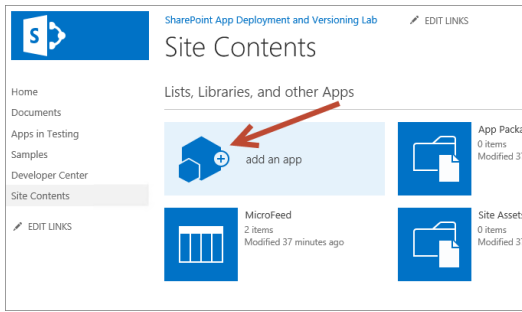 S
SharePoint App Deployment and Versioning Lab
EDIT LINKS
Site Contents
Home
Documents
Apps in Testing
Samples
Developer Center
Site Contents
EDIT LINKS
Lists, Libraries, and other Apps
add an app
App Packa
0 items
Modified 37
MicroFeed
2 items
Modified 37 minutes ago
Site Assets
0 items
Modified 37